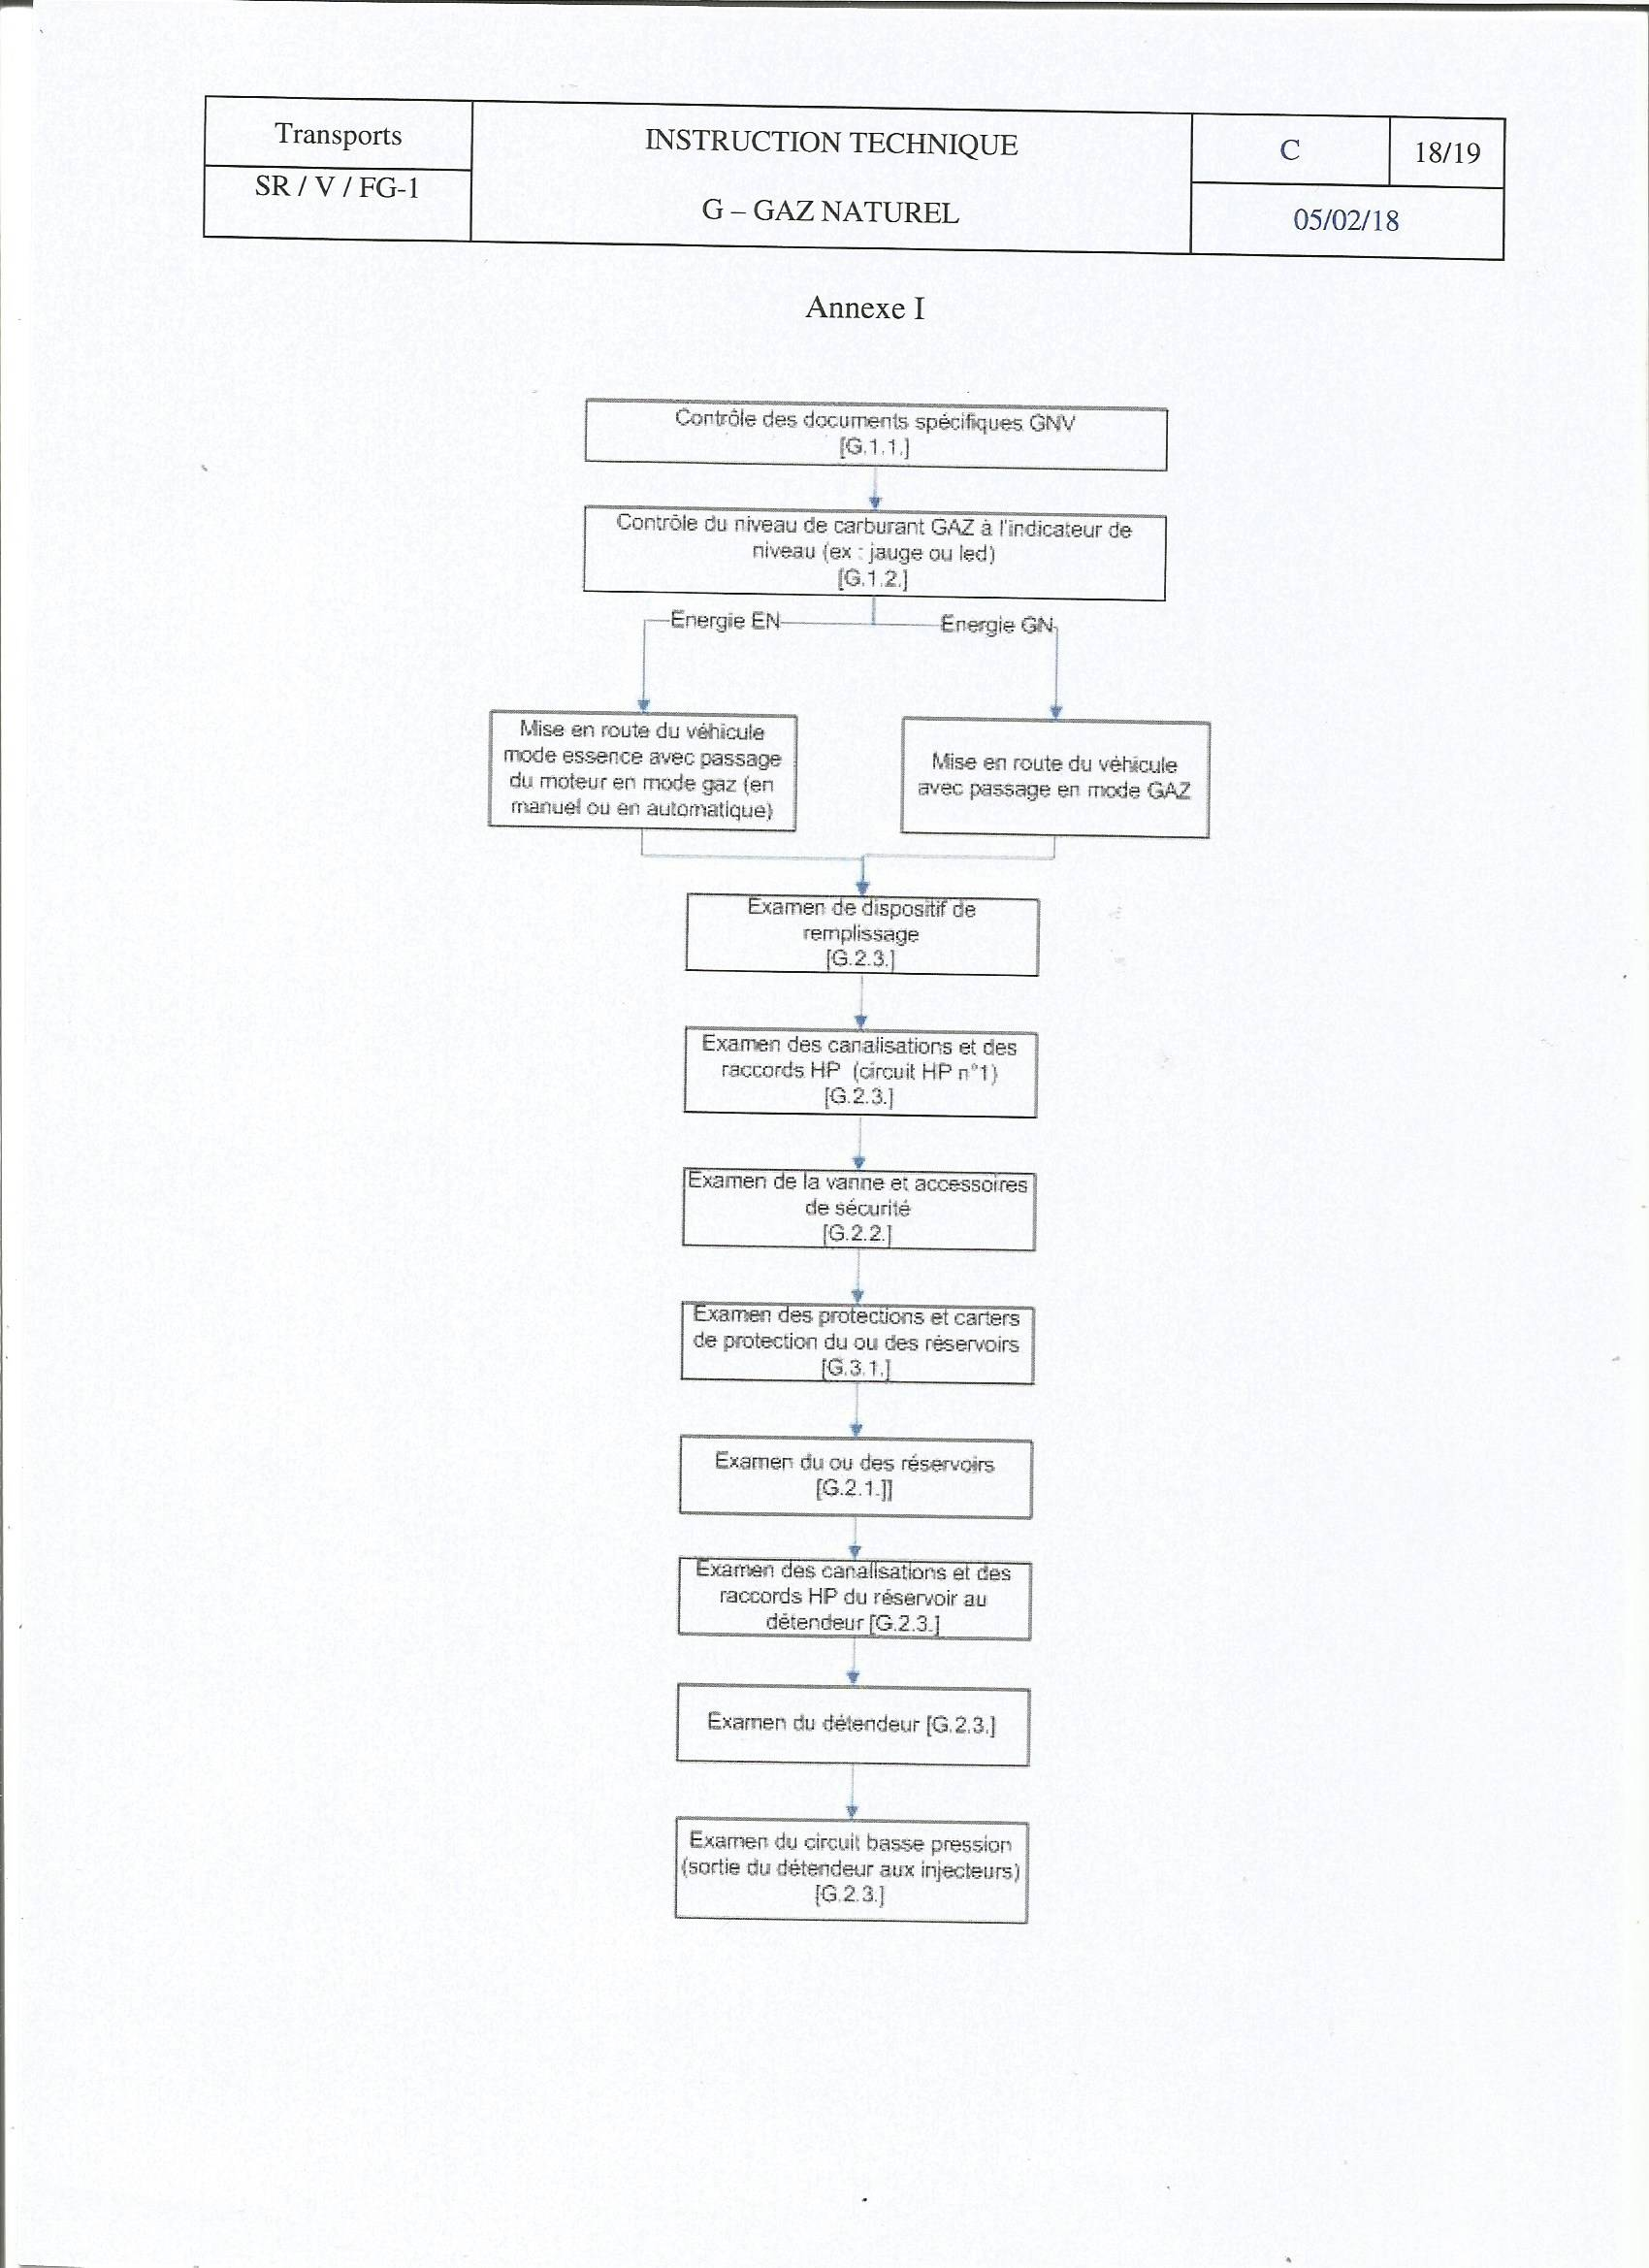 Transports
SR / V / FG-1
INSTRUCTION TECHNIQUE
G – GAZ NATUREL
C
18/19
05/02/18
Annexe I
Contrôle des documents spécifiques GNV
[G.1.1.]
Contrôle du niveau de carburant GAZ à l'indicateur de
niveau (ex : jauge ou led)
[G.1.2.]
Energie EN
Energie GN
Mise en route du véhicule
mode essence avec passage
du moteur en mode gaz (en
manuel ou en automatique)
Mise en route du véhicule
avec passage en mode GAZ
Examen de dispositif de
remplissage
[G.2.3.]
Examen des canalisations et des
raccords HP (circuit HP n°1)
[G.2.3.]
Examen de la vanne et accessoires
de sécurité
[G.2.2.]
Examen des protections et carters
de protection du ou des réservoirs
[G.3.1.]
Examen du ou des réservoirs
[G.2.1.]]
Examen des canalisations et des
raccords HP du réservoir au
détendeur [G.2.3.]
Examen du détendeur [G.2.3.]
Examen du circuit basse pression
(sortie du détendeur aux injecteurs)
[G.2.3.]